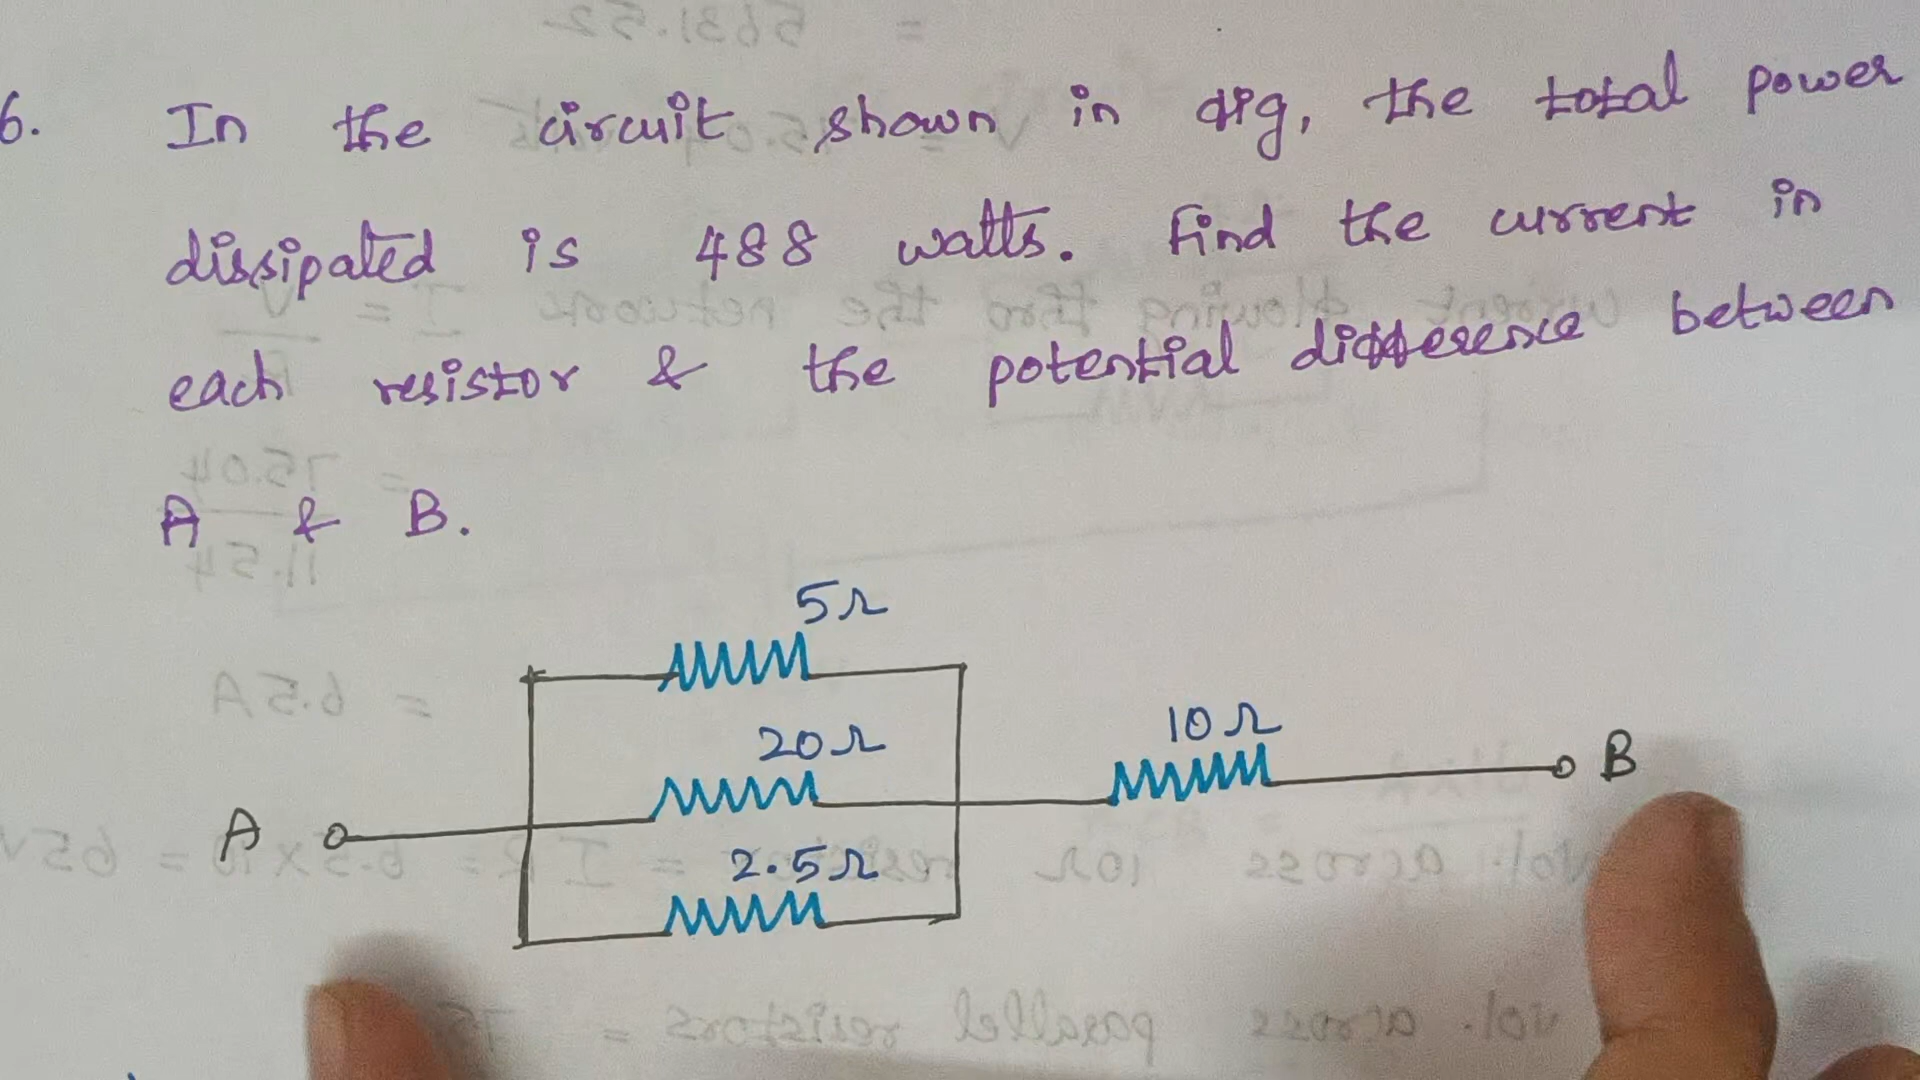 6. In the circuit shown in fig, the total power
dissipated is 488 watts. Find the current in
each resistor & the potential difference between
A & B.
5Ω
20Ω
10Ω
A
B
2.5Ω